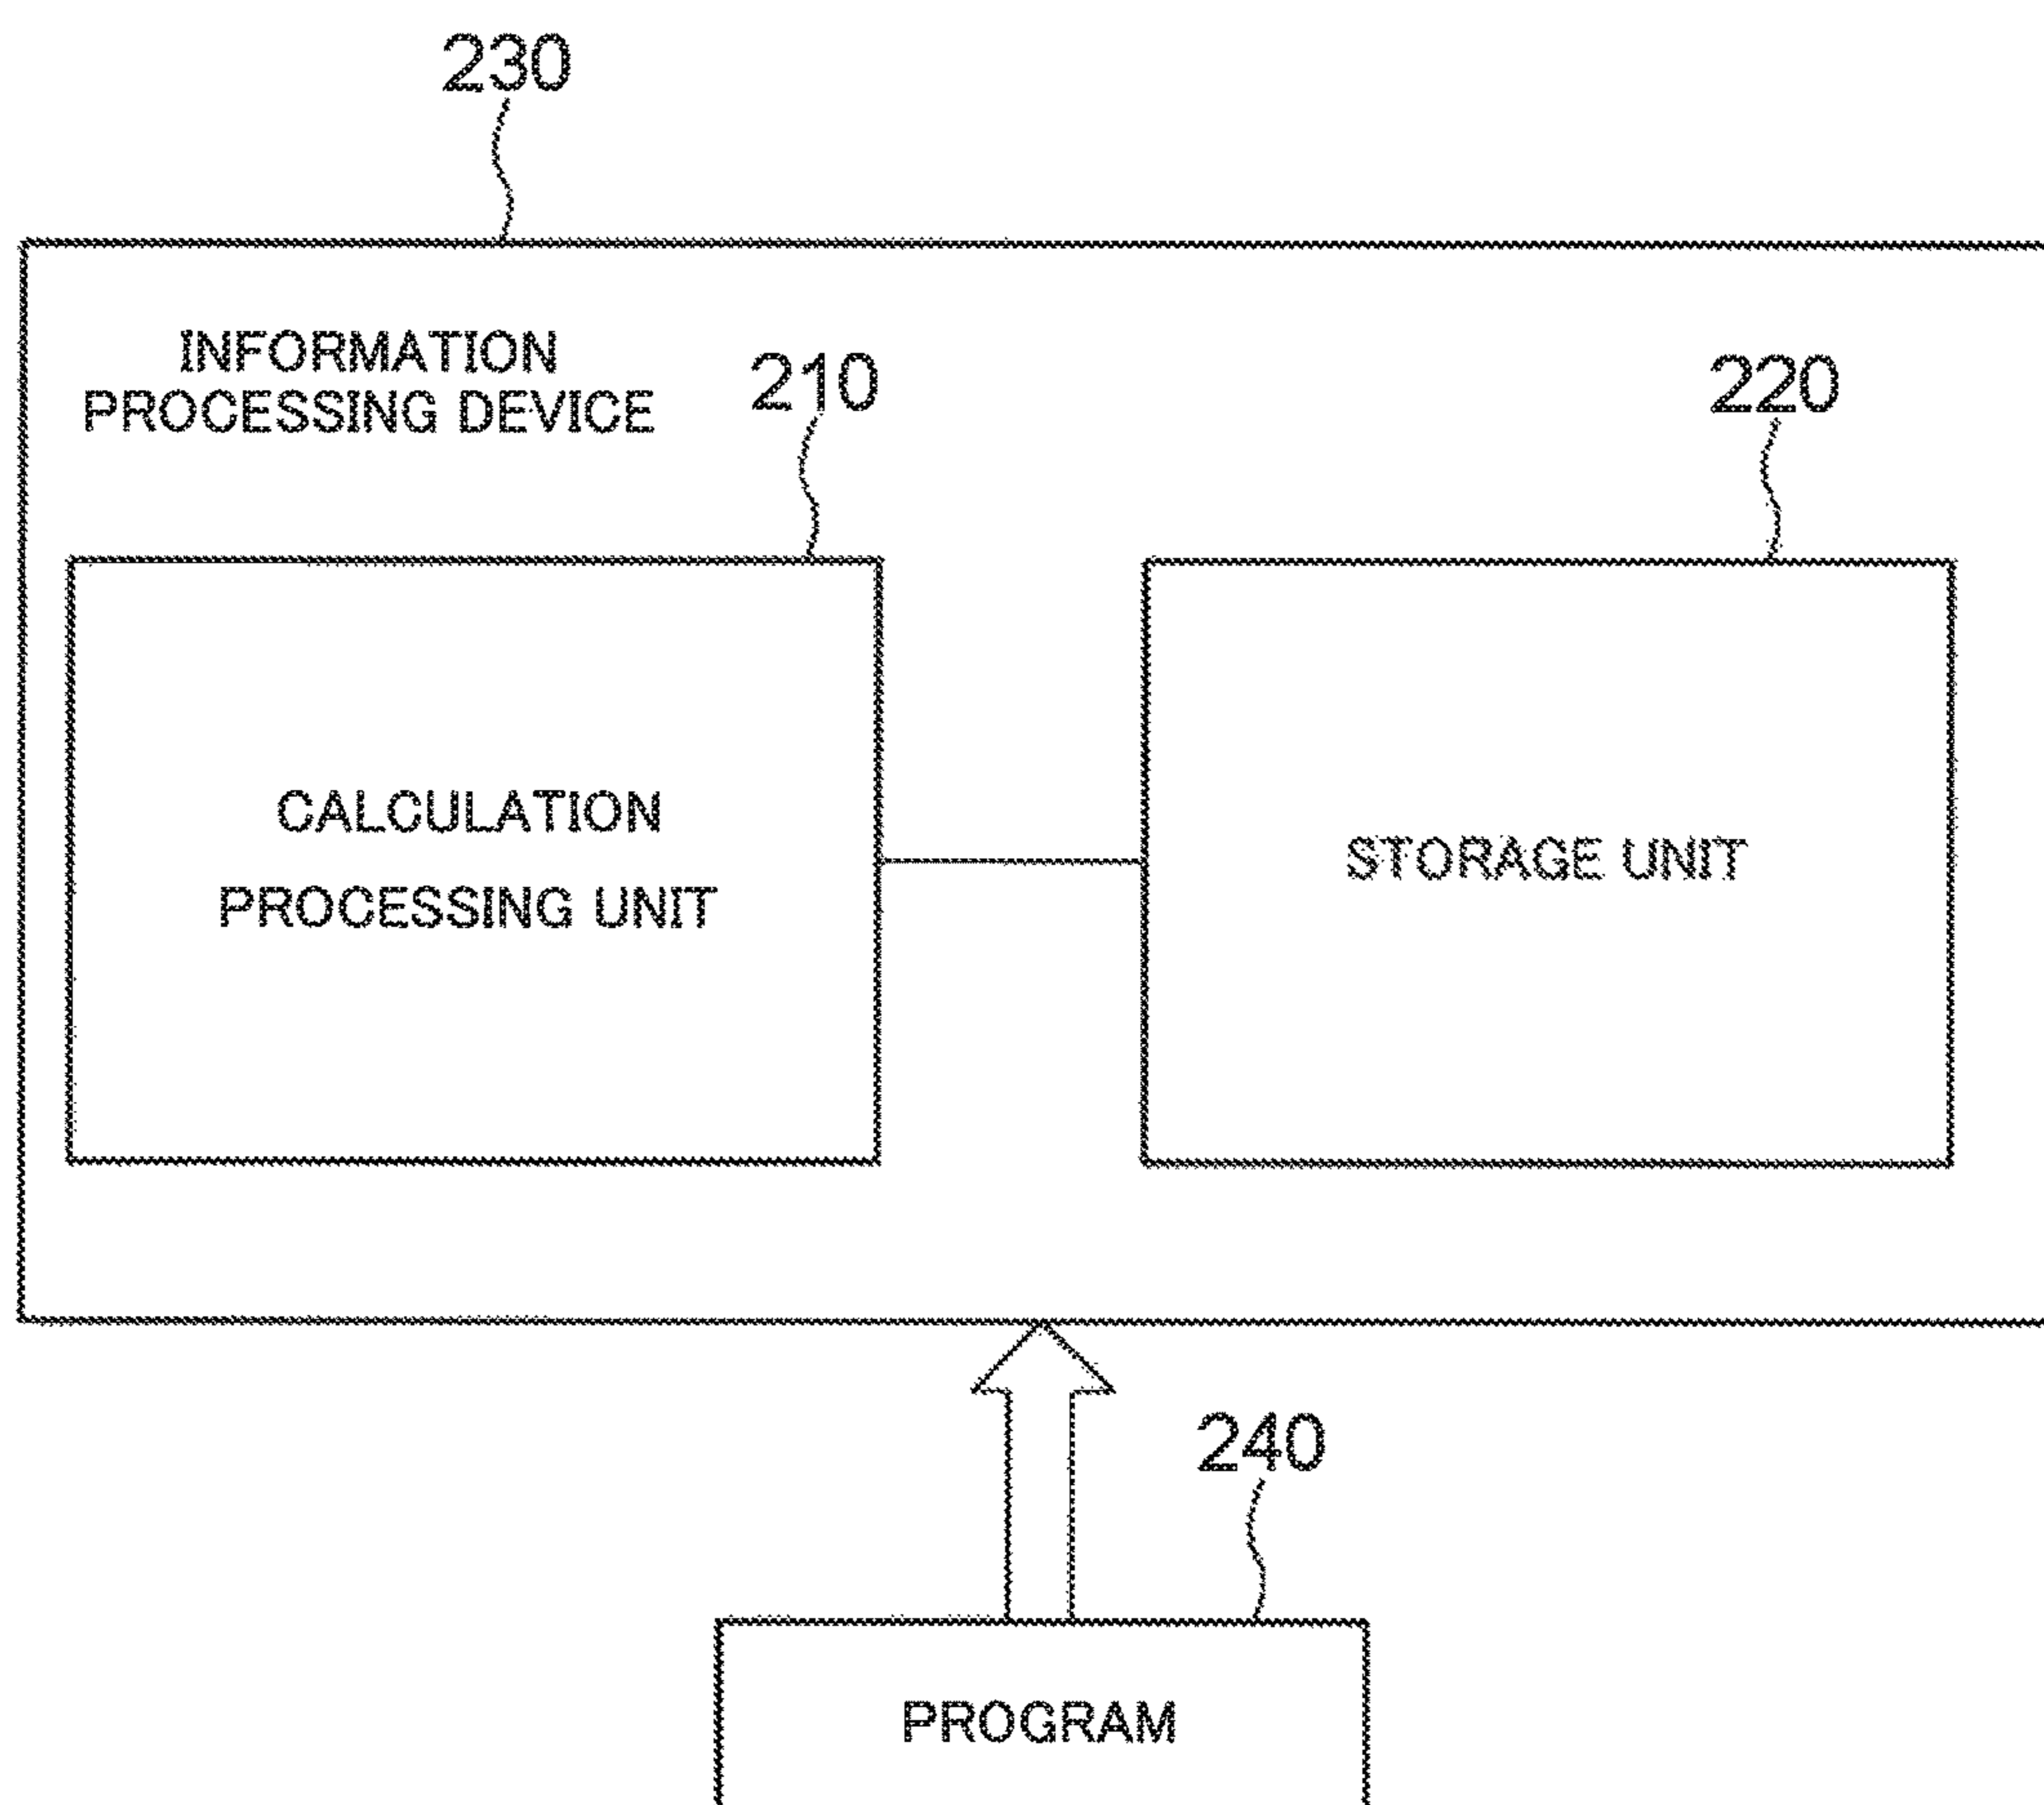 230
INFORMATION
PROCESSING DEVICE
210
220
CALCULATION
PROCESSING UNIT
STORAGE UNIT
240
PROGRAM